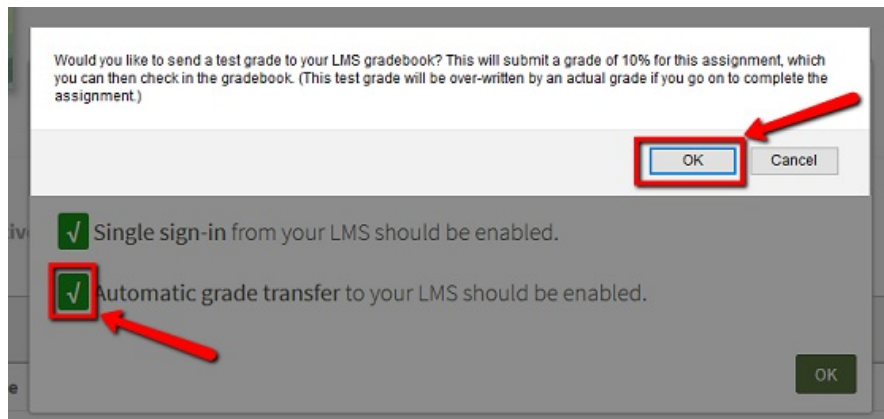 Would you like to send a test grade to your LMS gradebook? This will submit a grade of 10% for this assignment, which
you can then check in the gradebook. (This test grade will be over-written by an actual grade if you go on to complete the
assignment.)
OK Cancel
iv
√ Single sign-in from your LMS should be enabled.
√ Automatic grade transfer to your LMS should be enabled.
OK
e